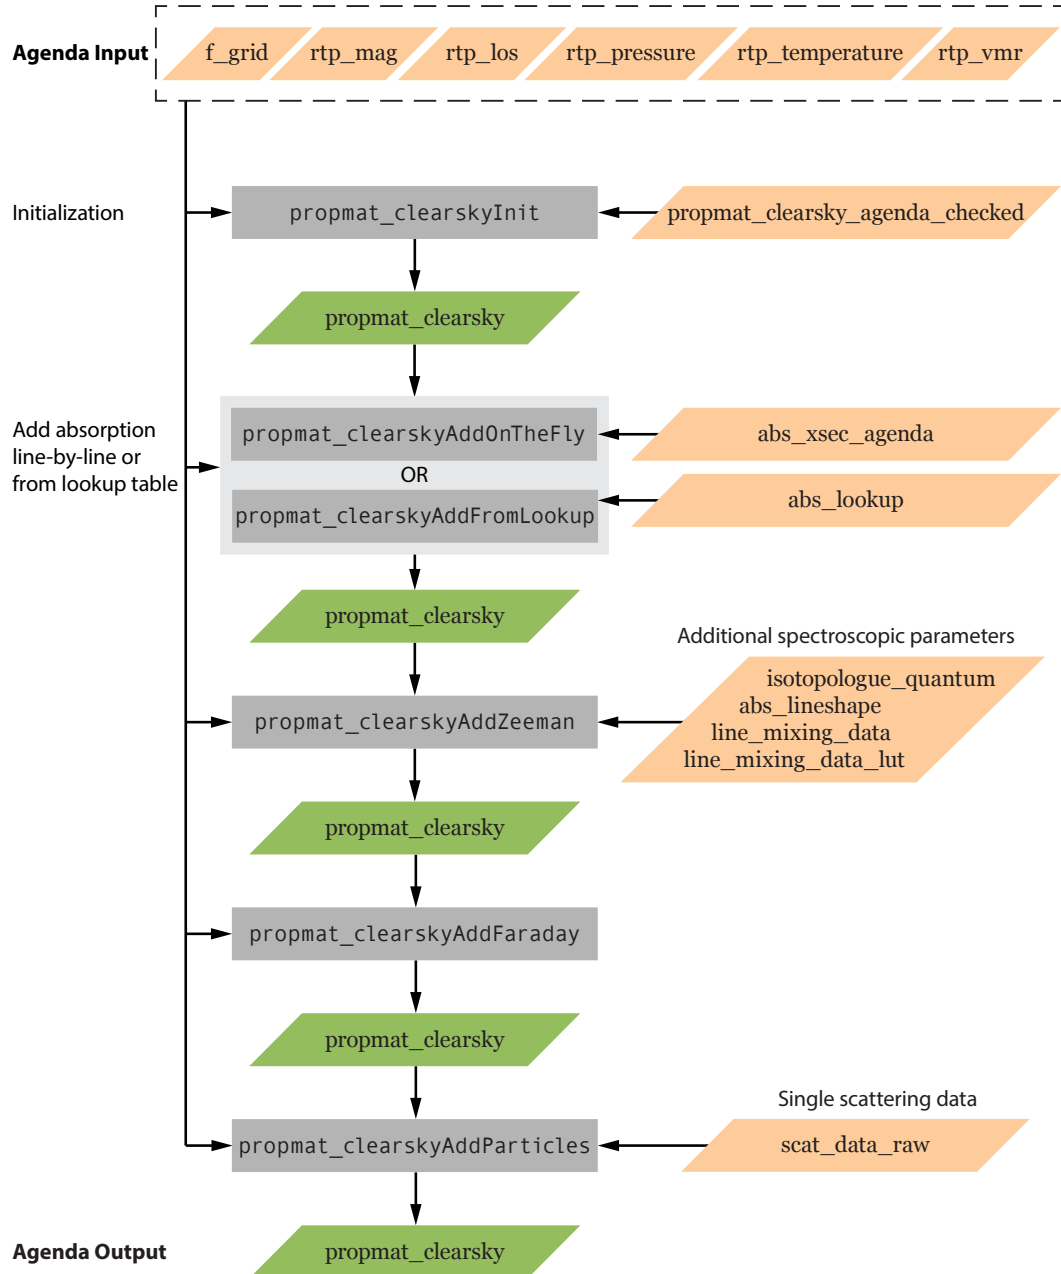 Agenda Input
f_grid
rtp_mag
rtp_los
rtp_pressure
rtp_temperature
rtp_vmr
Initialization
propmat_clearskyInit
propmat_clearsky_agenda_checked
propmat_clearsky
Add absorption
line-by-line or
from lookup table
propmat_clearskyAddOnTheFly
OR
propmat_clearskyAddFromLookup
abs_xsec_agenda
abs_lookup
propmat_clearsky
Additional spectroscopic parameters
propmat_clearskyAddZeeman
isotopologue_quantum
abs_lineshape
line_mixing_data
line_mixing_data_lut
propmat_clearsky
propmat_clearskyAddFaraday
propmat_clearsky
Single scattering data
propmat_clearskyAddParticles
scat_data_raw
Agenda Output
propmat_clearsky